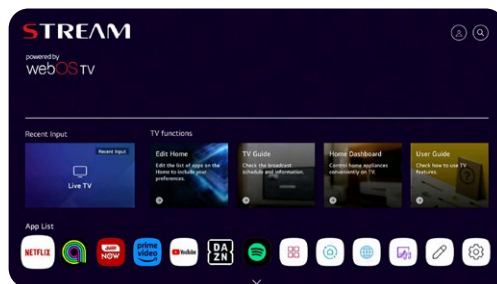 STREAM
powered by
webOS TV
Recent Input
TV functions
Recent Input
Live TV
Edit Home
Edit the list of apps on the
Home to include your
preferences.
TV Guide
Check the broadcast
schedule and information.
Home Dashboard
Control home appliances
conveniently on TV.
User Guide
Check how to use TV
features.
App List
NETFLIX
NOW
prime
video
YouTube
DA
ZN